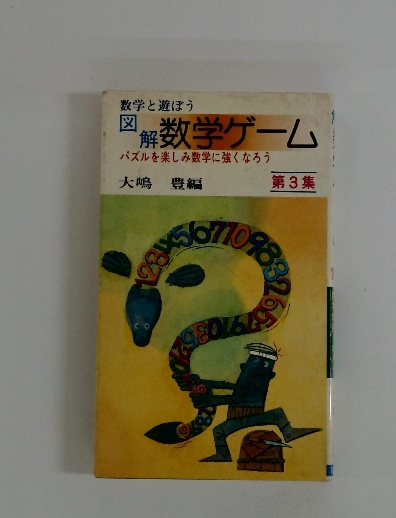 数学と遊ぼう
図解 数学ゲーム
パズルを楽しみ数学に強くなろう
大嶋 豊編
第3集